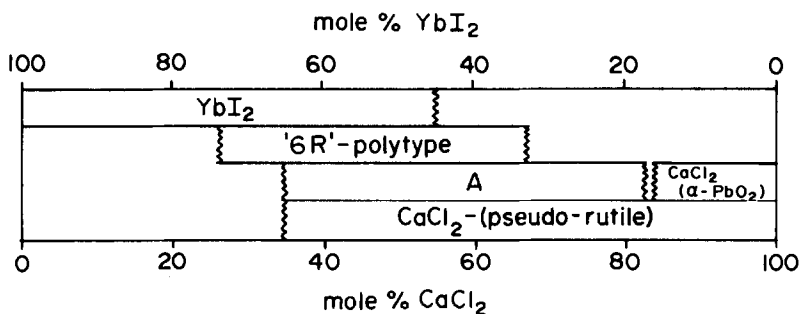 mole % YbI₂
100 80 60 40 20 0
YbI₂
'6R'-polytype
A
CaCl₂
(α-PbO₂)
CaCl₂-(pseudo-rutile)
0 20 40 60 80 100
mole % CaCl₂